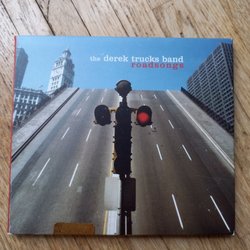 the derek trucks band
roadsongs